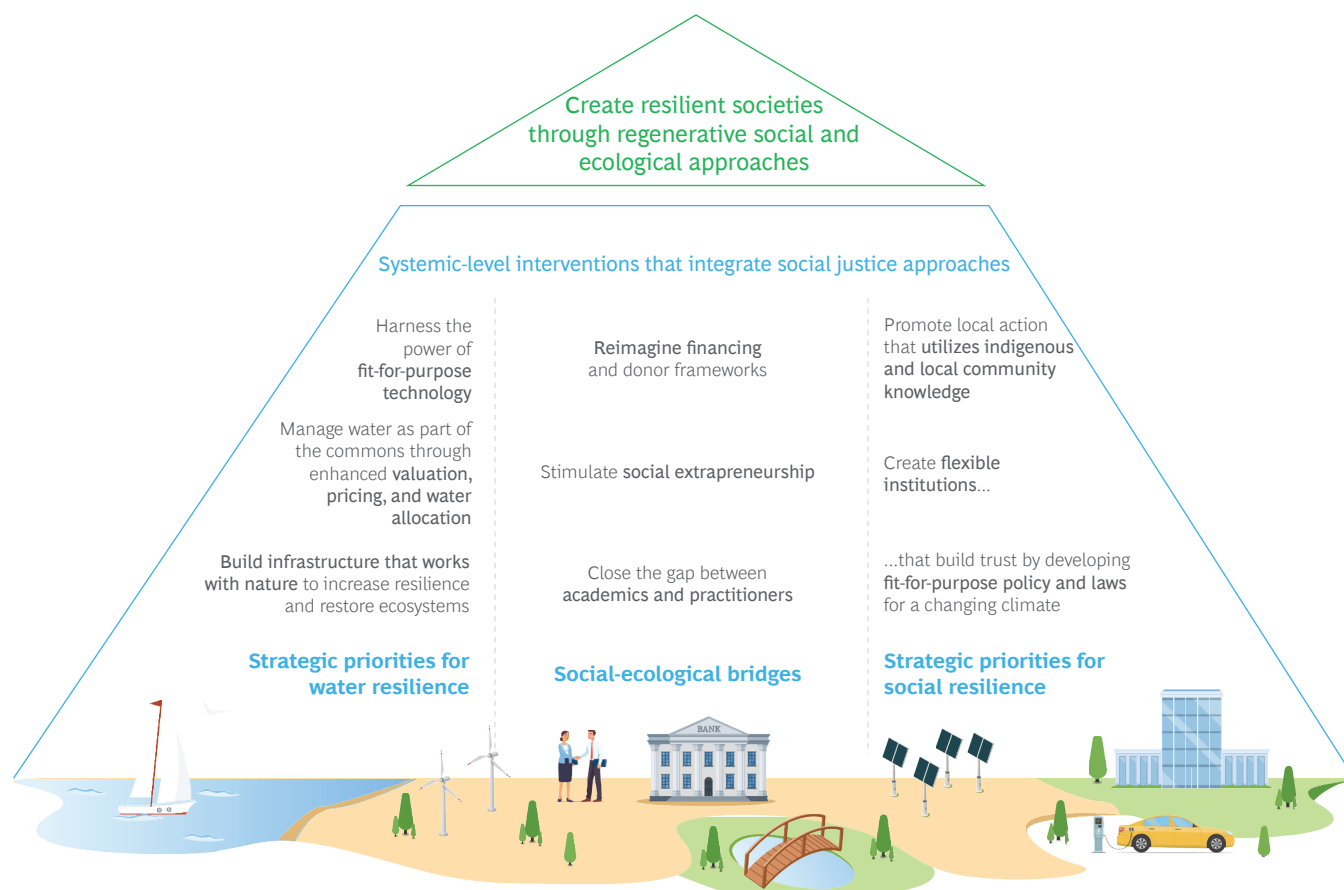 Create resilient societies
through regenerative social and
ecological approaches
Systemic-level interventions that integrate social justice approaches
Harness the
power of
fit-for-purpose
technology
Manage water as part of
the commons through
enhanced valuation,
pricing, and water
allocation
Build infrastructure that works
with nature to increase resilience
and restore ecosystems
Strategic priorities for
water resilience
Reimagine financing
and donor frameworks
Stimulate social extrapreneurship
Close the gap between
academics and practitioners
Social-ecological bridges
Promote local action
that utilizes indigenous
and local community
knowledge
Create flexible
institutions...
...that build trust by developing
fit-for-purpose policy and laws
for a changing climate
Strategic priorities for
social resilience
BANK